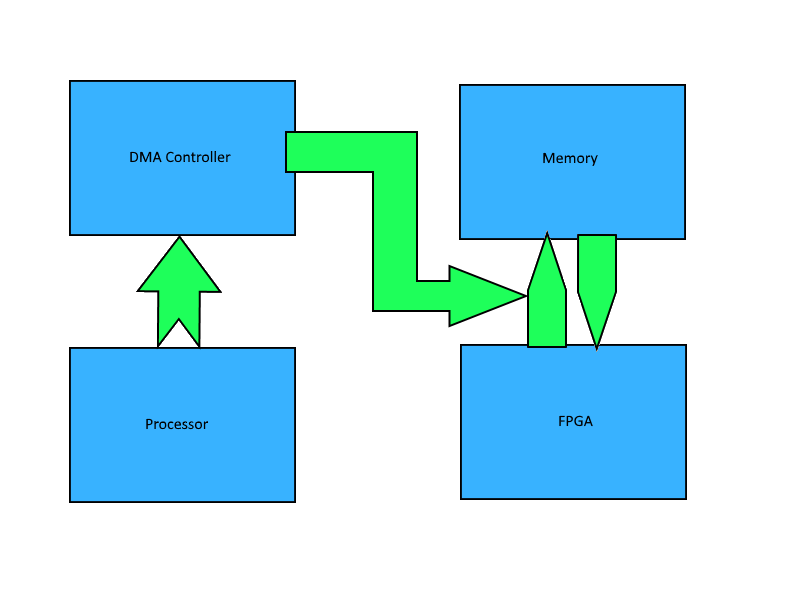 DMA Controller
Memory
Processor
FPGA